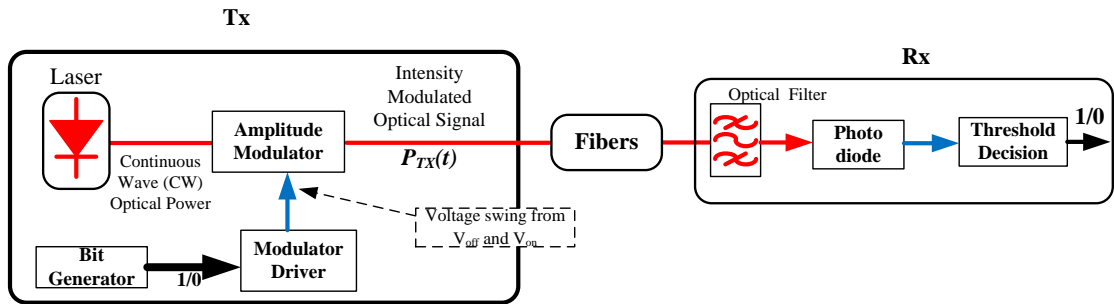 Tx
Laser
Continuous
Wave (CW)
Optical Power
Amplitude
Modulator
Intensity
Modulated
Optical Signal
P_TX(t)
Voltage swing from
V_off and V_on
Bit
Generator
1/0
Modulator
Driver
Fibers
Rx
Optical Filter
Photo
diode
Threshold
Decision
1/0